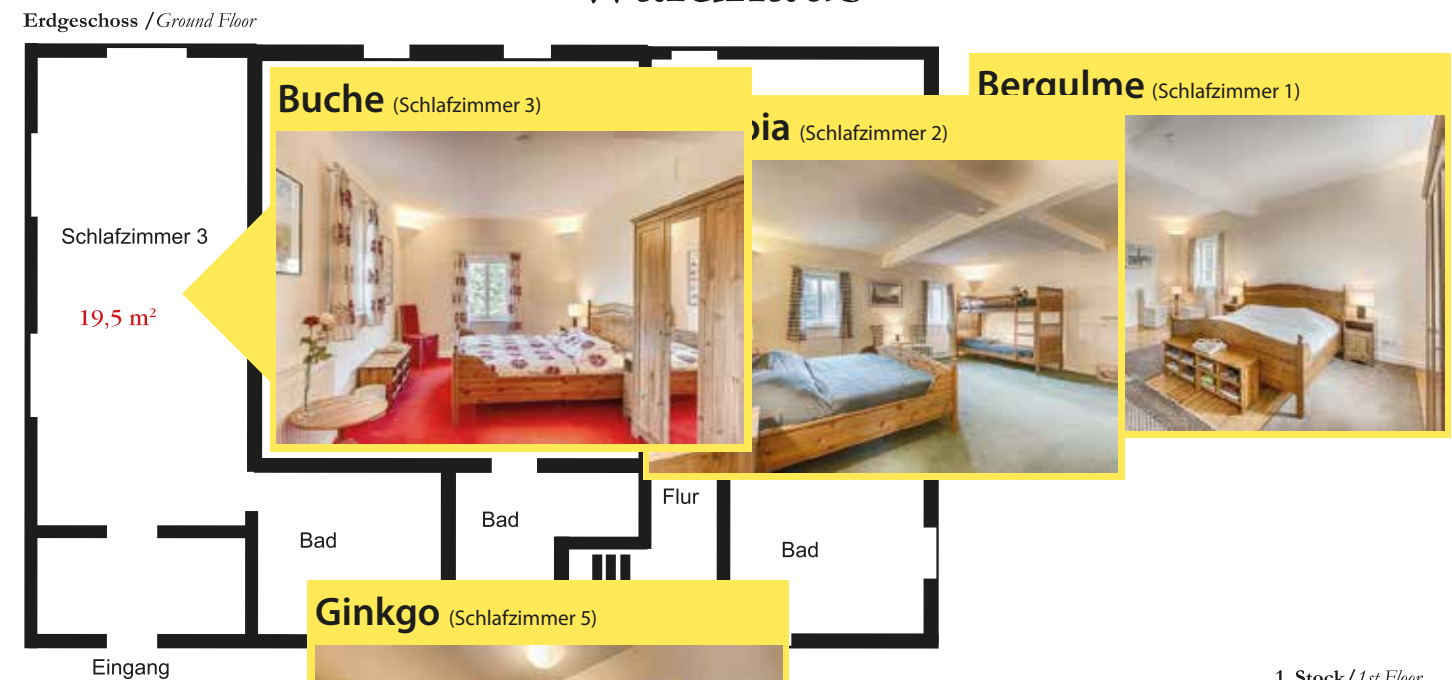 Erdgeschoss / Ground Floor
Buche (Schlafzimmer 3)
(Schlafzimmer 2)
Bergulme (Schlafzimmer 1)
Schlafzimmer 3
19,5 m²
Flur
Bad
Bad
Bad
Ginkgo (Schlafzimmer 5)
Eingang
1. Stock / 1st Floor